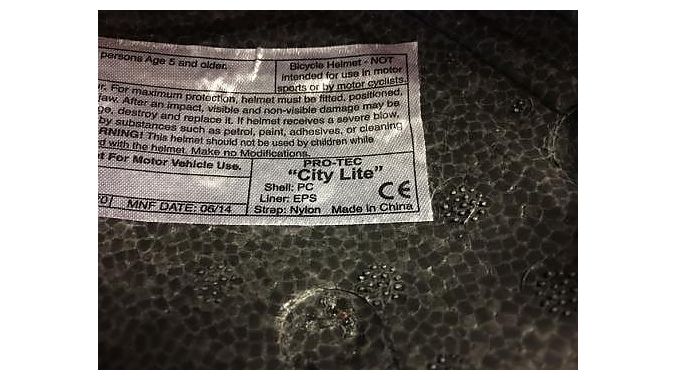 persons Age 5 and older.
Bicycle Helmet - NOT
intended for use in motor
sports or by motor cyclists.
For maximum protection, helmet must be fitted, positioned,
law. After an impact, visible and non-visible damage may be
destroy and replace it. If helmet receives a severe blow,
by substances such as petrol, paint, adhesives, or cleaning
WARNING! This helmet should not be used by children while
with the helmet. Make no Modifications.
For Motor Vehicle Use.
PRO-TEC
"City Lite"
Shell: PC
Liner: EPS
CE
MNF DATE: 06/14
Strap: Nylon Made in China